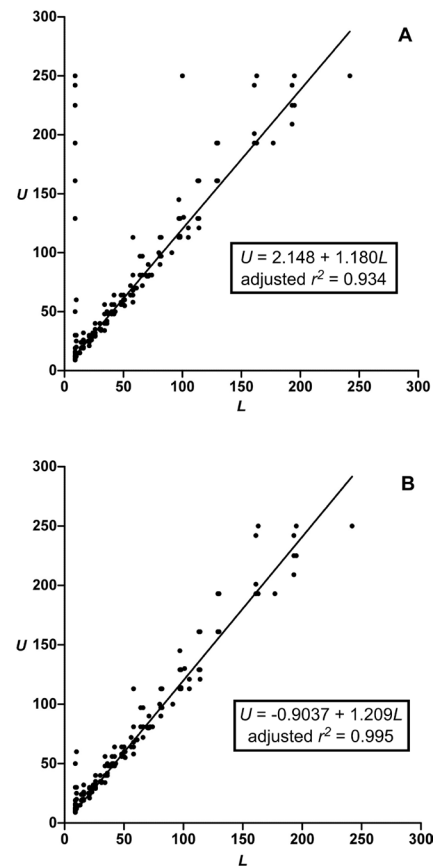 A
300
250
200
U
150
100
50
0
U = 2.148 + 1.180L
adjusted r² = 0.934
0 50 100 150 200 250 300
L
B
300
250
200
U
150
100
50
0
U = -0.9037 + 1.209L
adjusted r² = 0.995
0 50 100 150 200 250 300
L